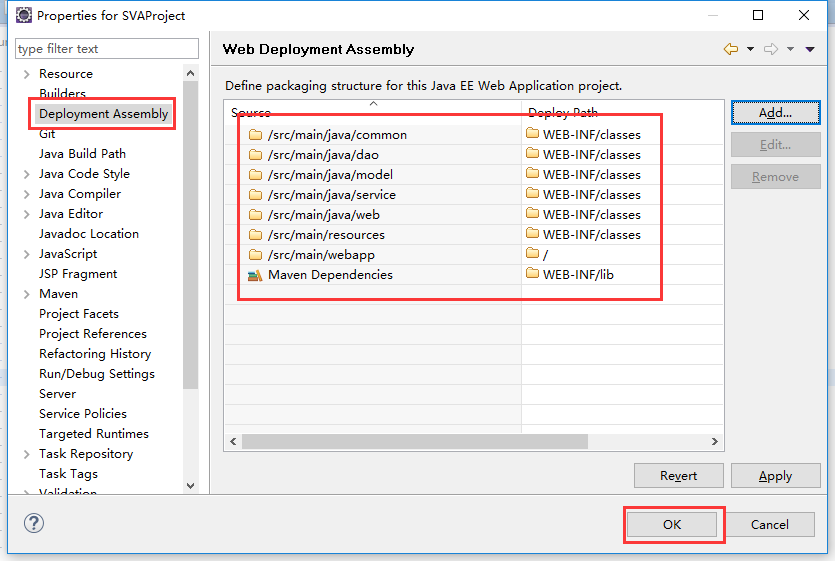 Properties for SVAProject
type filter text
Resource
Builders
Deployment Assembly
Git
Java Build Path
Java Code Style
Java Compiler
Java Editor
Javadoc Location
JavaScript
JSP Fragment
Maven
Project Facets
Project References
Refactoring History
Run/Debug Settings
Server
Service Policies
Targeted Runtimes
Task Repository
Task Tags
Validation
Web Deployment Assembly
Define packaging structure for this Java EE Web Application project.
Source Deploy Path
/src/main/java/common WEB-INF/classes
/src/main/java/dao WEB-INF/classes
/src/main/java/model WEB-INF/classes
/src/main/java/service WEB-INF/classes
/src/main/java/web WEB-INF/classes
/src/main/resources WEB-INF/classes
/src/main/webapp /
Maven Dependencies WEB-INF/lib
Add...
Edit...
Remove
Revert Apply
? OK Cancel